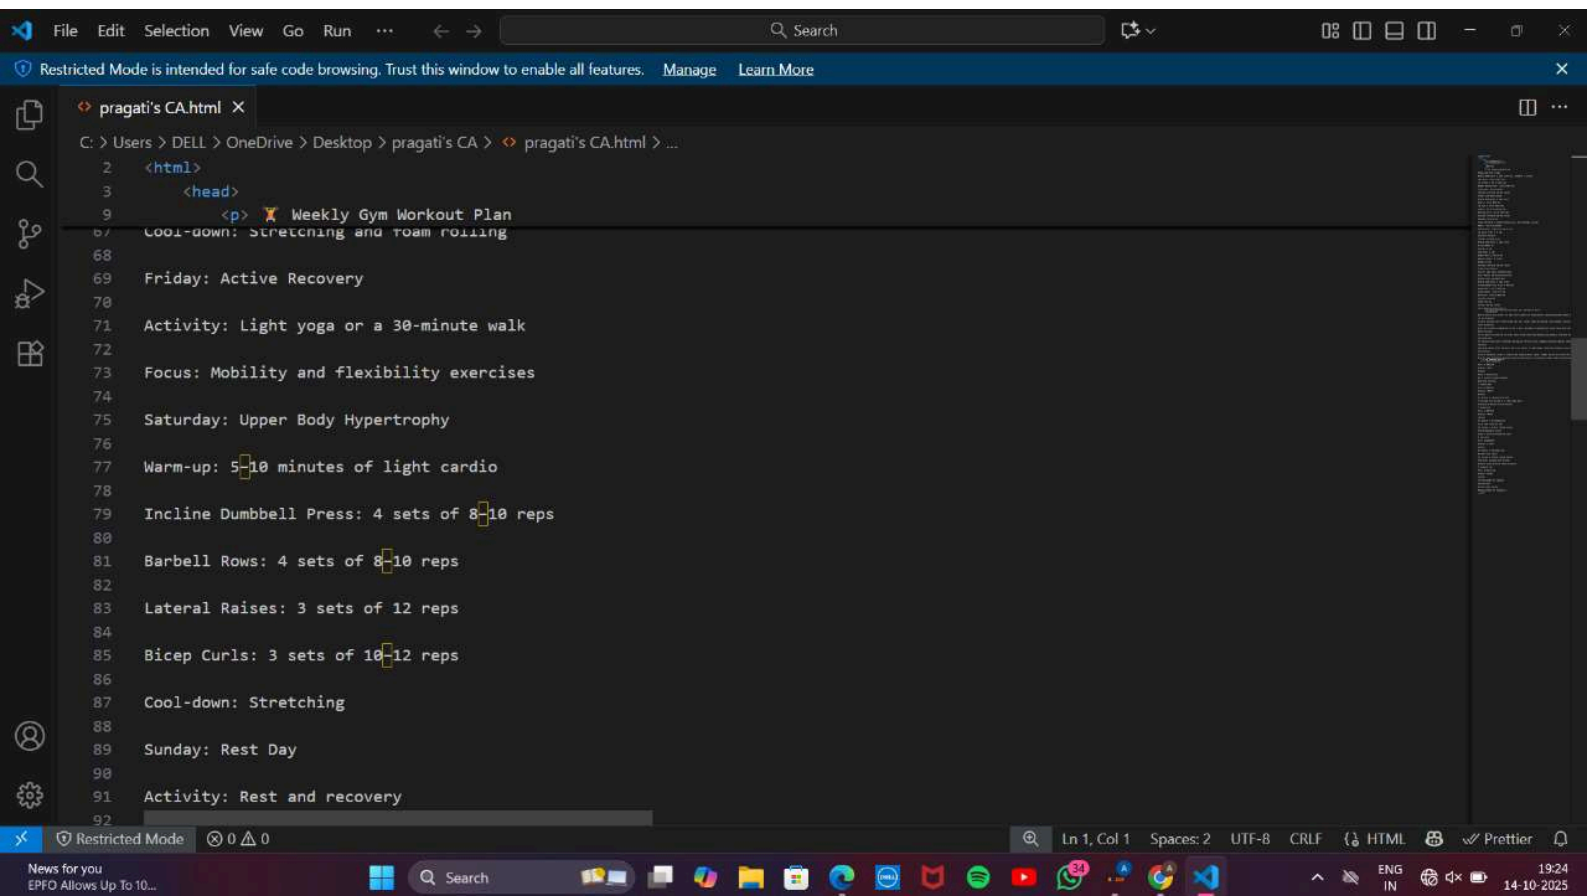 File Edit Selection View Go Run ··· Search
Restricted Mode is intended for safe code browsing. Trust this window to enable all features. Manage Learn More
pragati's CA.html
C: > Users > DELL > OneDrive > Desktop > pragati's CA > pragati's CA.html > ...
2 <html>
3 <head>
9 <p> 🏋 Weekly Gym Workout Plan
67 Cool-down: Stretching and foam rolling
68
69 Friday: Active Recovery
70
71 Activity: Light yoga or a 30-minute walk
72
73 Focus: Mobility and flexibility exercises
74
75 Saturday: Upper Body Hypertrophy
76
77 Warm-up: 5–10 minutes of light cardio
78
79 Incline Dumbbell Press: 4 sets of 8–10 reps
80
81 Barbell Rows: 4 sets of 8–10 reps
82
83 Lateral Raises: 3 sets of 12 reps
84
85 Bicep Curls: 3 sets of 10–12 reps
86
87 Cool-down: Stretching
88
89 Sunday: Rest Day
90
91 Activity: Rest and recovery
92
Restricted Mode 0 0 Ln 1, Col 1 Spaces: 2 UTF-8 CRLF HTML Prettier
News for you
EPFO Allows Up To 10...
Search
34
ENG
IN
19:24
14-10-2025